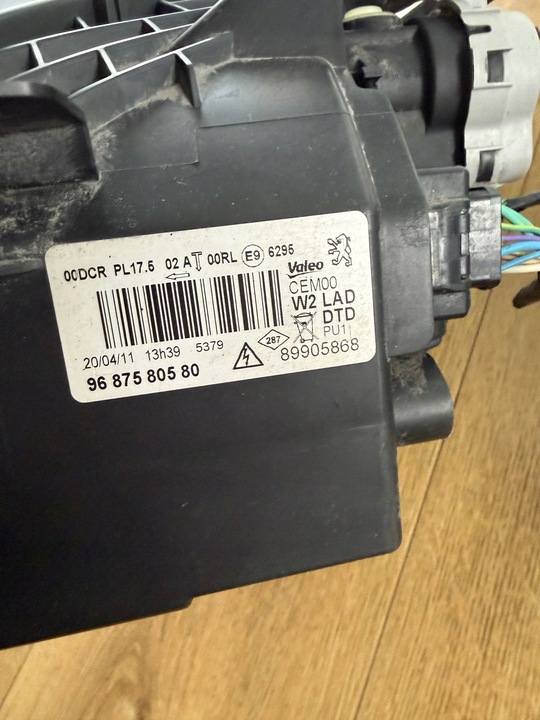 00DCR PL17.5 02 A 00RL E9 6295
Valeo
CEM00
W2 LAD
DTD
PU11
20/04/11 13h39 5379
287
89905868
96 875 805 80